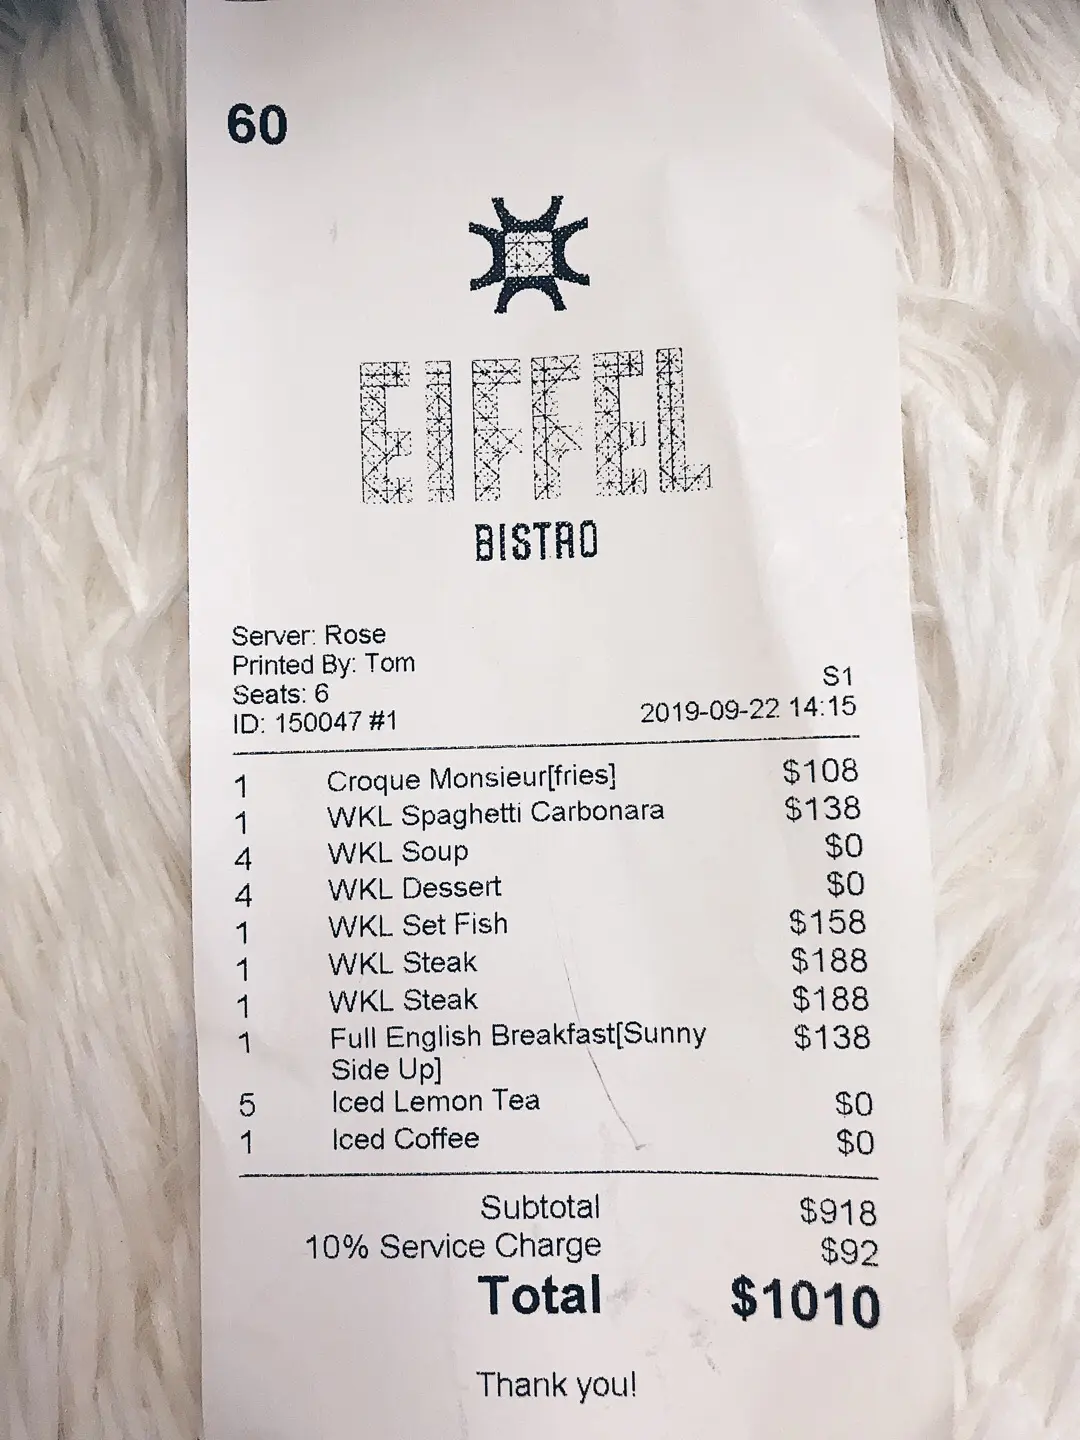 60
EIFFEL
BISTRO
Server: Rose
Printed By: Tom
Seats: 6
S1
ID: 150047 #1 2019-09-22 14:15
1 Croque Monsieur[fries] $108
1 WKL Spaghetti Carbonara $138
4 WKL Soup $0
4 WKL Dessert $0
1 WKL Set Fish $158
1 WKL Steak $188
1 WKL Steak $188
1 Full English Breakfast[Sunny $138
Side Up]
5 Iced Lemon Tea $0
1 Iced Coffee $0
Subtotal $918
10% Service Charge $92
Total $1010
Thank you!